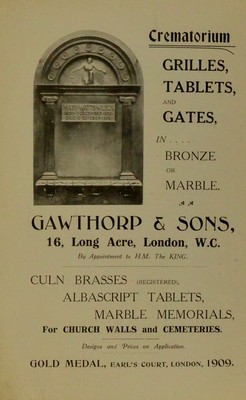 Crematorium
GRILLES,
TABLETS,
AND
GATES,
IN . . . .
BRONZE
OR
MARBLE.
GAWTHORP & SONS,
16, Long Acre, London, W.C.
By Appointment to H.M. The KING.
CULN BRASSES (REGISTERED),
ALBASCRIPT TABLETS,
MARBLE MEMORIALS,
For CHURCH WALLS and CEMETERIES.
Designs and Prices on Application.
GOLD MEDAL, EARL'S COURT, LONDON, 1909.